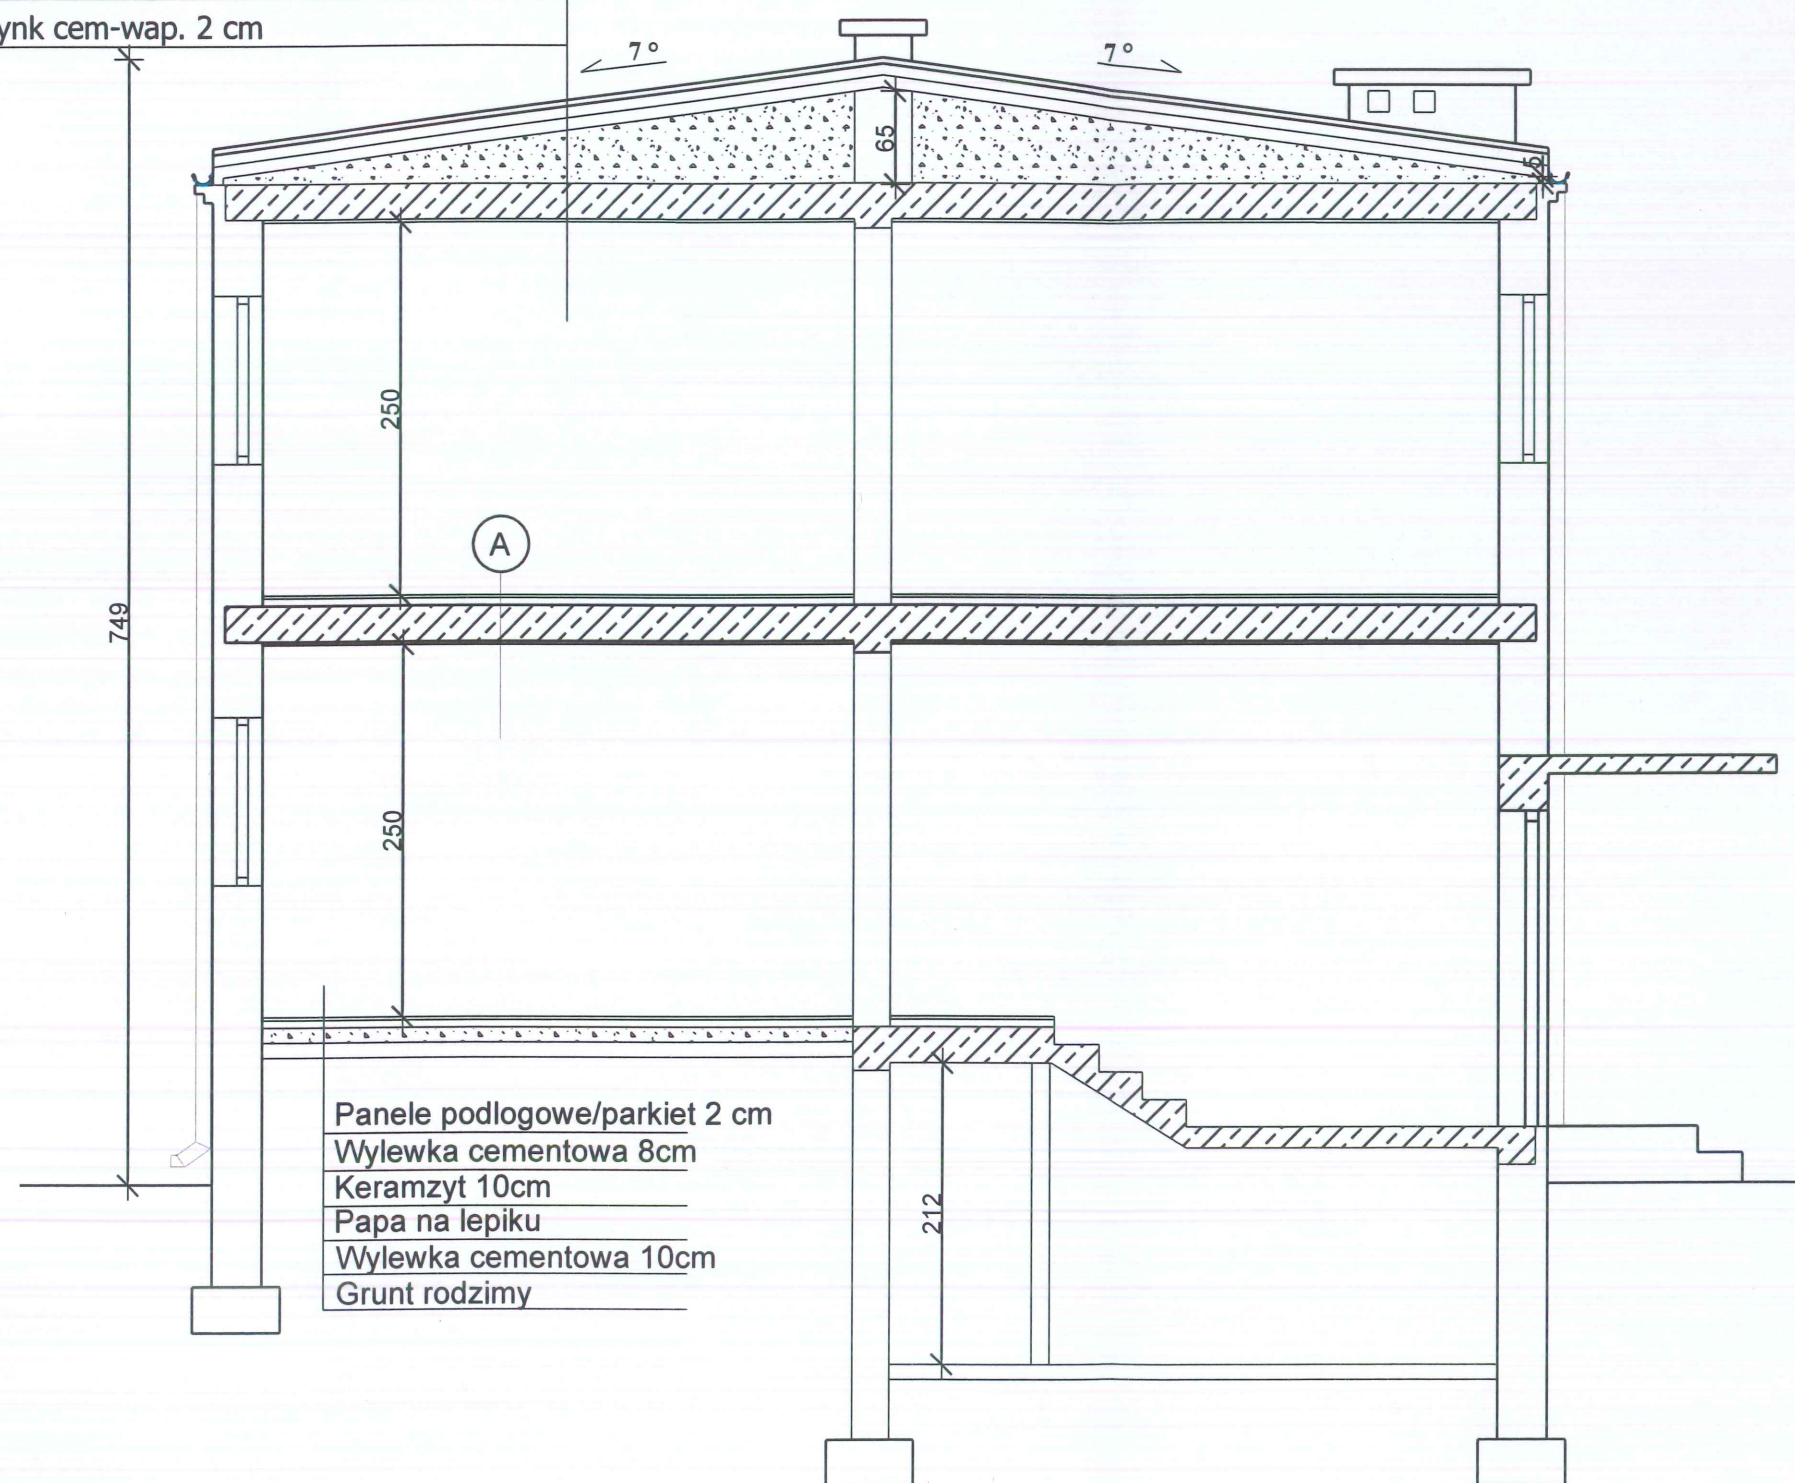 ynk cem-wap. 2 cm
7°
7°
65
5
250
A
749
250
Panele podlogowe/parkiet 2 cm
Wylewka cementowa 8cm
Keramzyt 10cm
Papa na lepiku
Wylewka cementowa 10cm
Grunt rodzimy
212